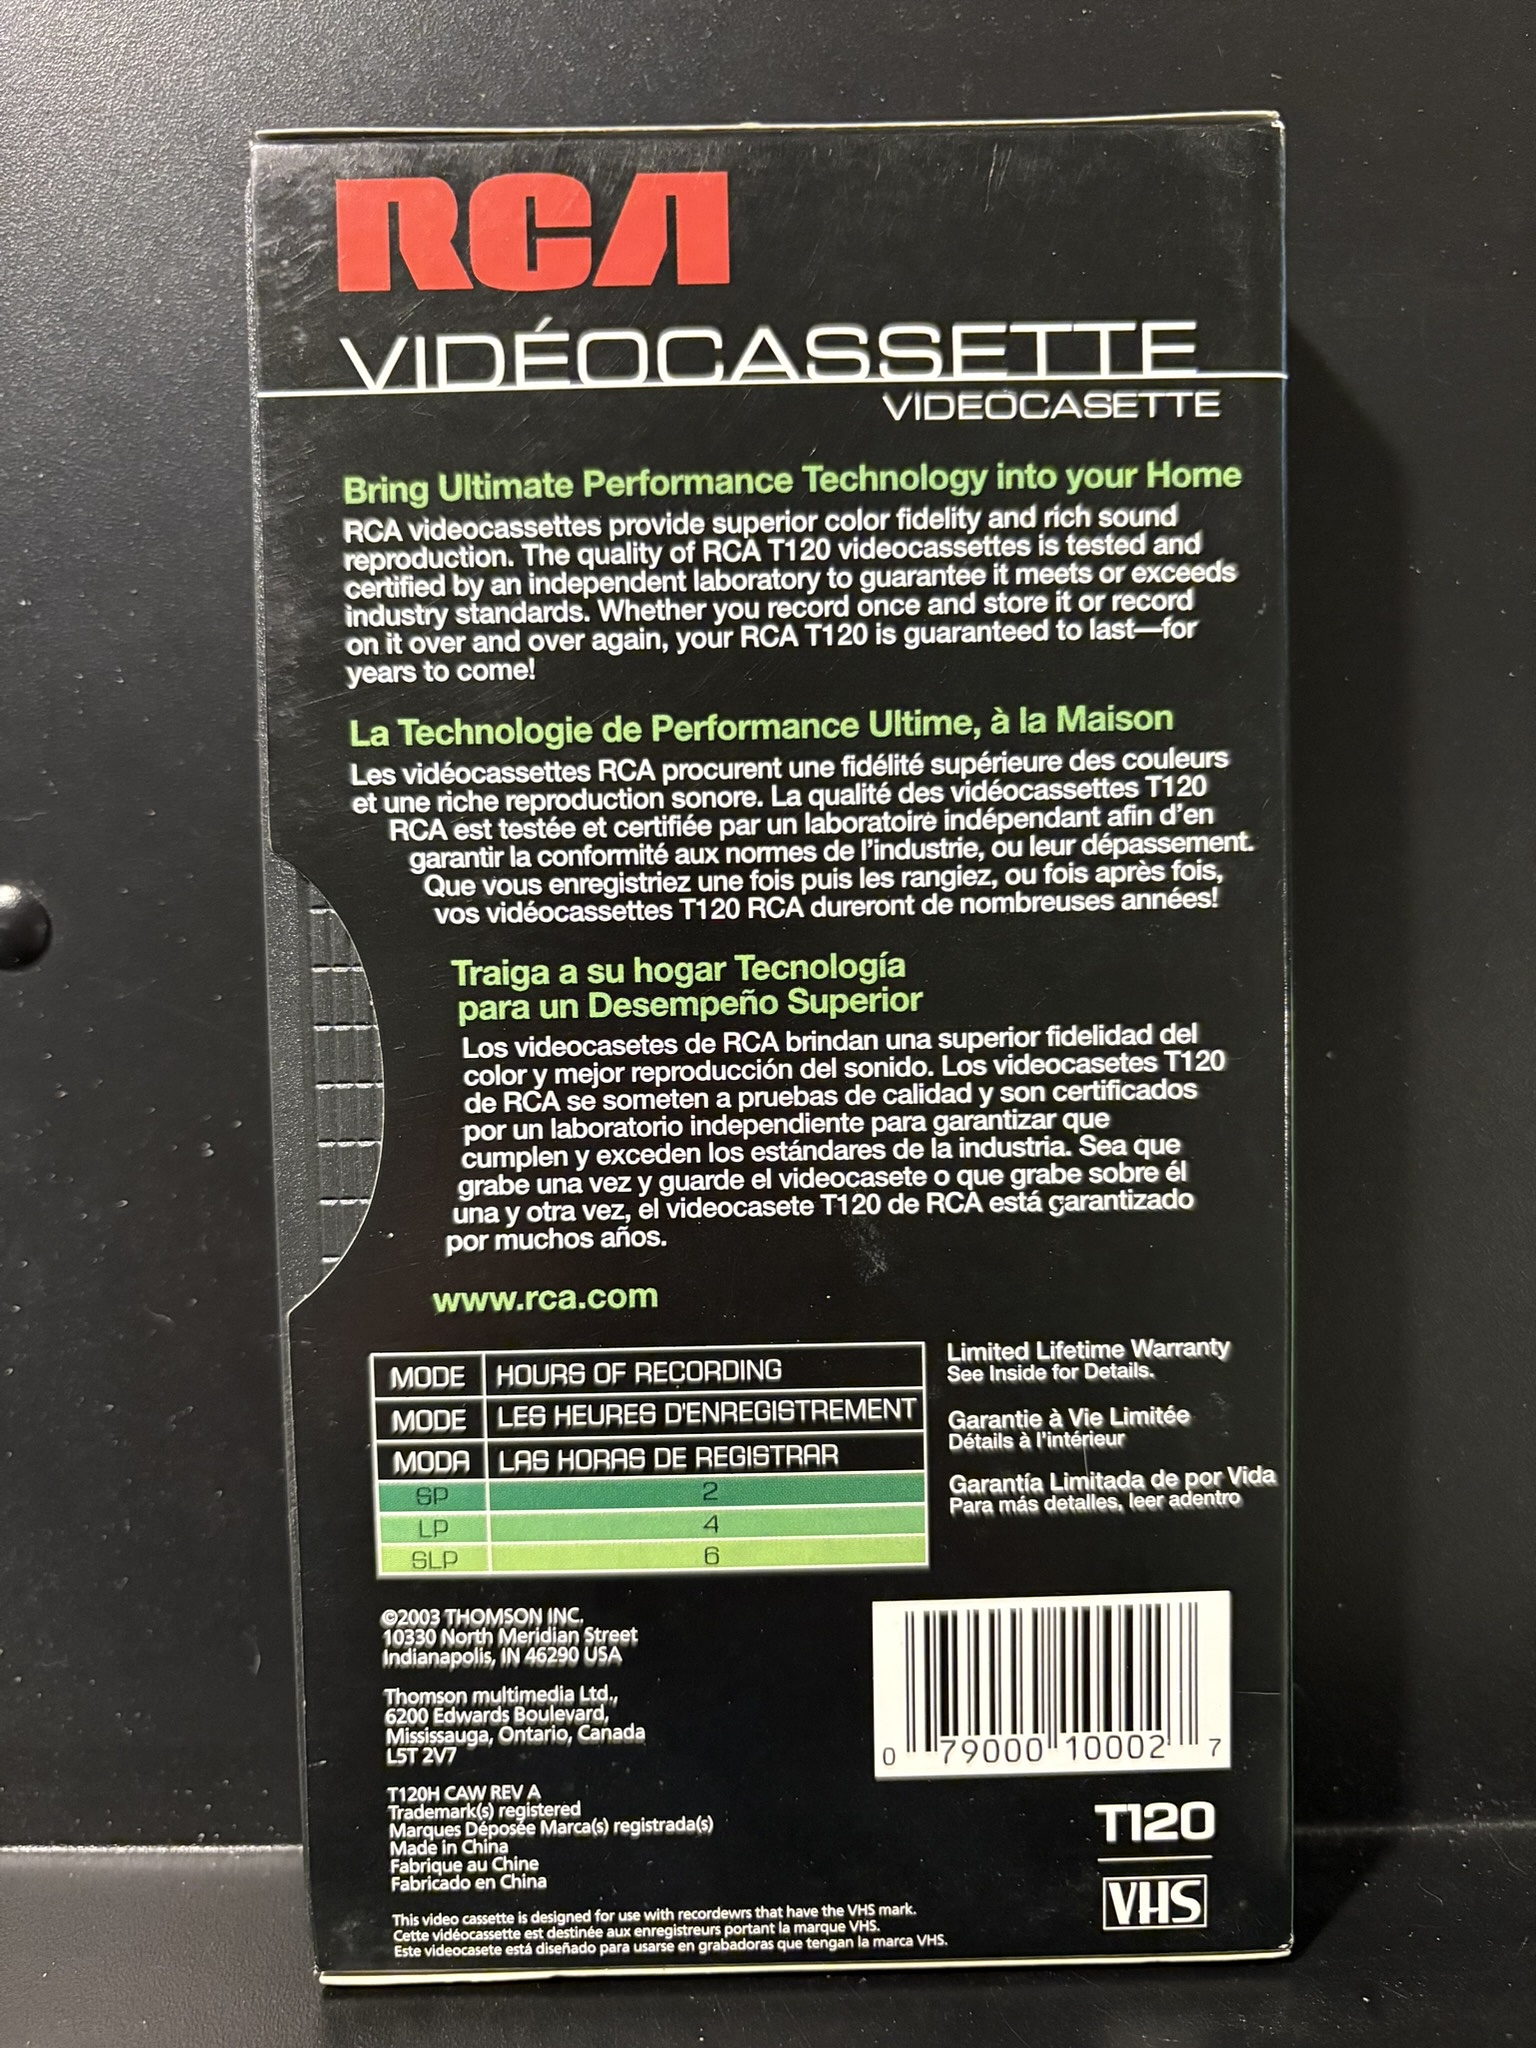 RCA
VIDÉOCASSETTE
VIDEOCASETTE
Bring Ultimate Performance Technology into your Home
RCA videocassettes provide superior color fidelity and rich sound
reproduction. The quality of RCA T120 videocassettes is tested and
certified by an independent laboratory to guarantee it meets or exceeds
industry standards. Whether you record once and store it or record
on it over and over again, your RCA T120 is guaranteed to last—for
years to come!
La Technologie de Performance Ultime, à la Maison
Les vidéocassettes RCA procurent une fidélité supérieure des couleurs
et une riche reproduction sonore. La qualité des vidéocassettes T120
RCA est testée et certifiée par un laboratoire indépendant afin d'en
garantir la conformité aux normes de l'industrie, ou leur dépassement.
Que vous enregistriez une fois puis les rangiez, ou fois après fois,
vos vidéocassettes T120 RCA dureront de nombreuses années!
Traiga a su hogar Tecnología
para un Desempeño Superior
Los videocasetes de RCA brindan una superior fidelidad del
color y mejor reproducción del sonido. Los videocasetes T120
de RCA se someten a pruebas de calidad y son certificados
por un laboratorio independiente para garantizar que
cumplen y exceden los estándares de la industria. Sea que
grabe una vez y guarde el videocasete o que grabe sobre él
una y otra vez, el videocasete T120 de RCA está garantizado
por muchos años.
www.rca.com
MODE HOURS OF RECORDING
MODE LES HEURES D'ENREGISTREMENT
MODA LAS HORAS DE REGISTRAR
SP 2
LP 4
SLP 6
Limited Lifetime Warranty
See Inside for Details.
Garantie à Vie Limitée
Détails à l'intérieur
Garantía Limitada de por Vida
Para más detalles, leer adentro
©2003 THOMSON INC.
10330 North Meridian Street
Indianapolis, IN 46290 USA
Thomson multimedia Ltd.,
6200 Edwards Boulevard,
Mississauga, Ontario, Canada
L5T 2V7
T120H CAW REV A
Trademark(s) registered
Marques Déposée Marca(s) registrada(s)
Made in China
Fabrique au Chine
Fabricado en China
This video cassette is designed for use with recordewrs that have the VHS mark.
Cette vidéocassette est destinée aux enregistreurs portant la marque VHS.
Este videocasete está diseñado para usarse en grabadoras que tengan la marca VHS.
0 79000 10002 7
T120
VHS